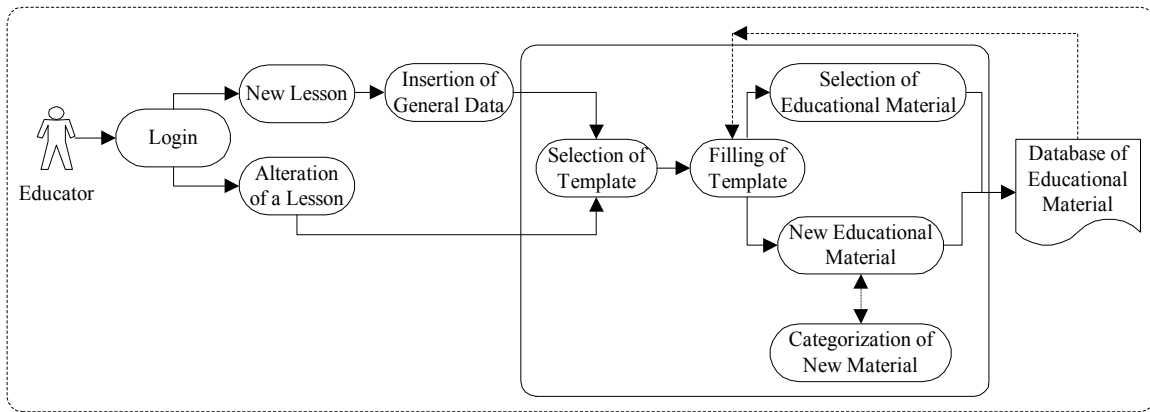 Educator
Login
New Lesson
Insertion of
General Data
Alteration
of a Lesson
Selection of
Template
Filling of
Template
Selection of
Educational Material
New Educational
Material
Categorization of
New Material
Database of
Educational
Material